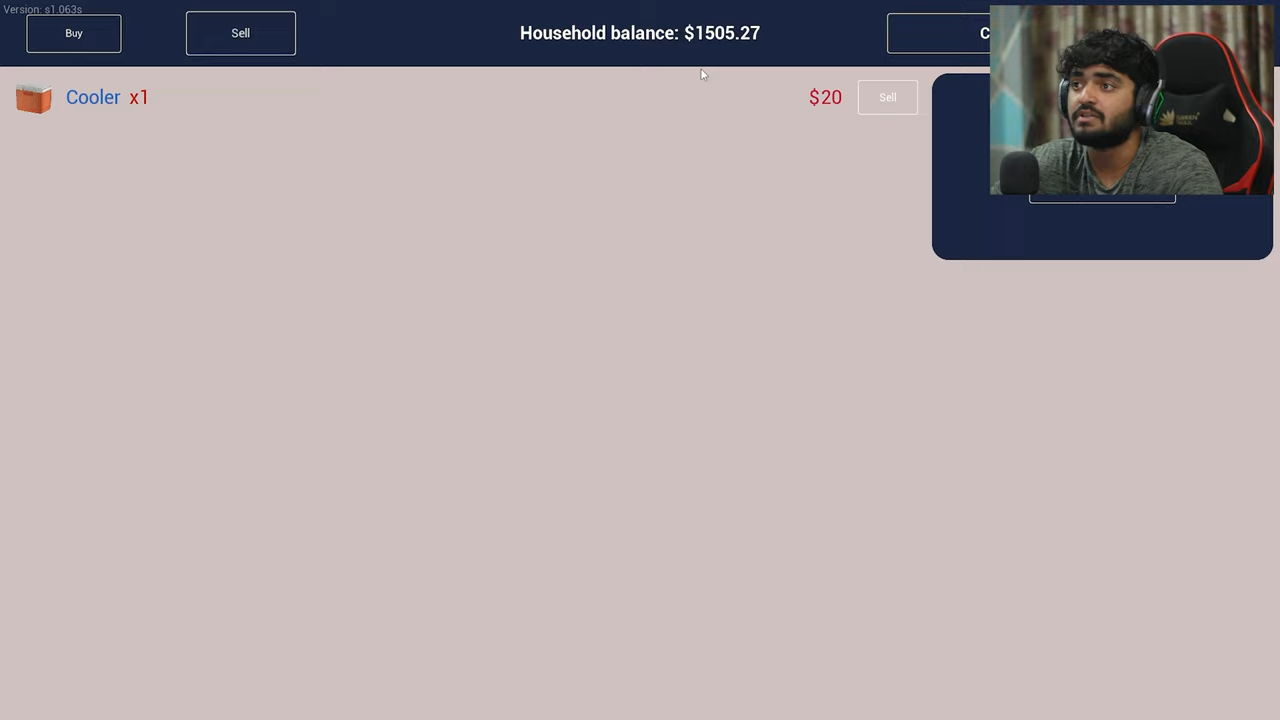 Version: s1.063s
Buy
Sell
Household balance: $1505.27
C
Cooler x1
$20
Sell